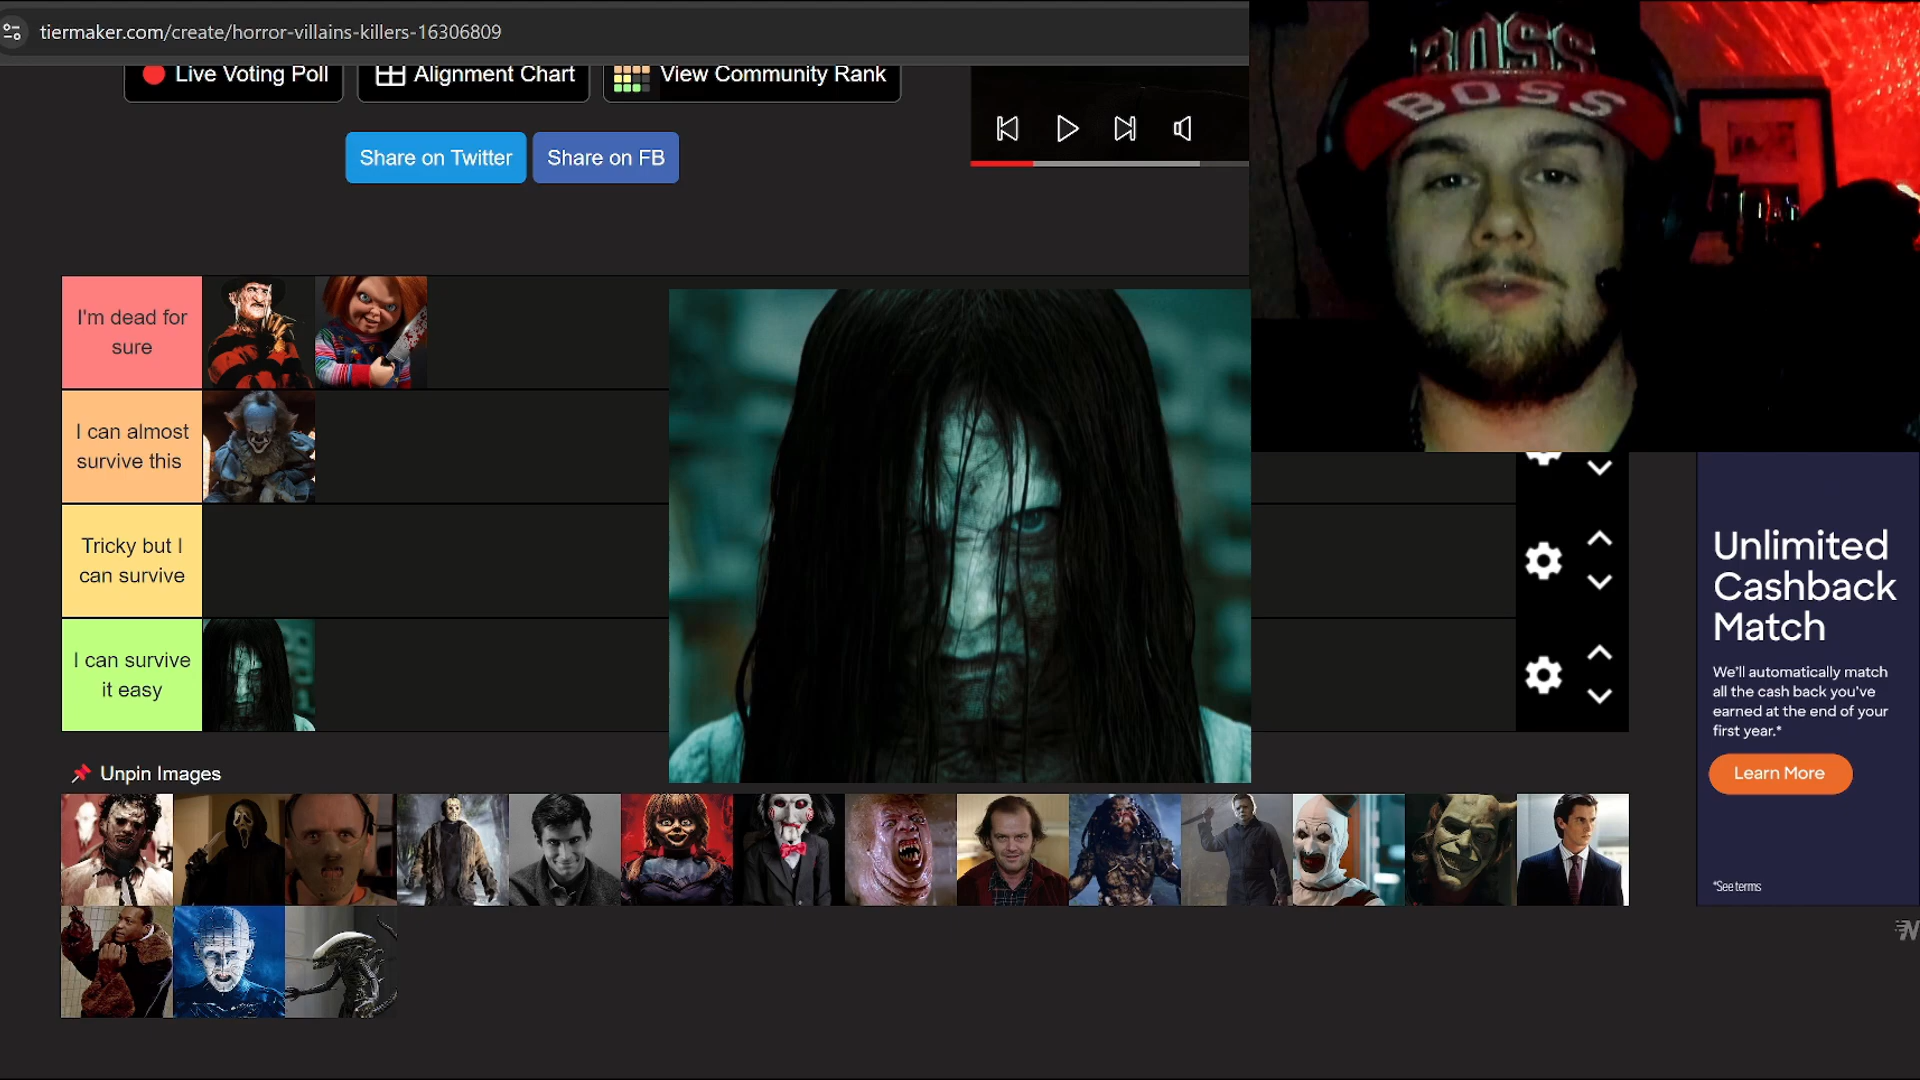 tiermaker.com/create/horror-villains-killers-16306809
Live Voting Poll
Alignment Chart
View Community Rank
Share on Twitter
Share on FB
BOSS
BOSS
I'm dead for
sure
I can almost
survive this
Tricky but I
can survive
I can survive
it easy
Unpin Images
Unlimited
Cashback
Match
We'll automatically match
all the cash back you've
earned at the end of your
first year.*
Learn More
*See terms
N